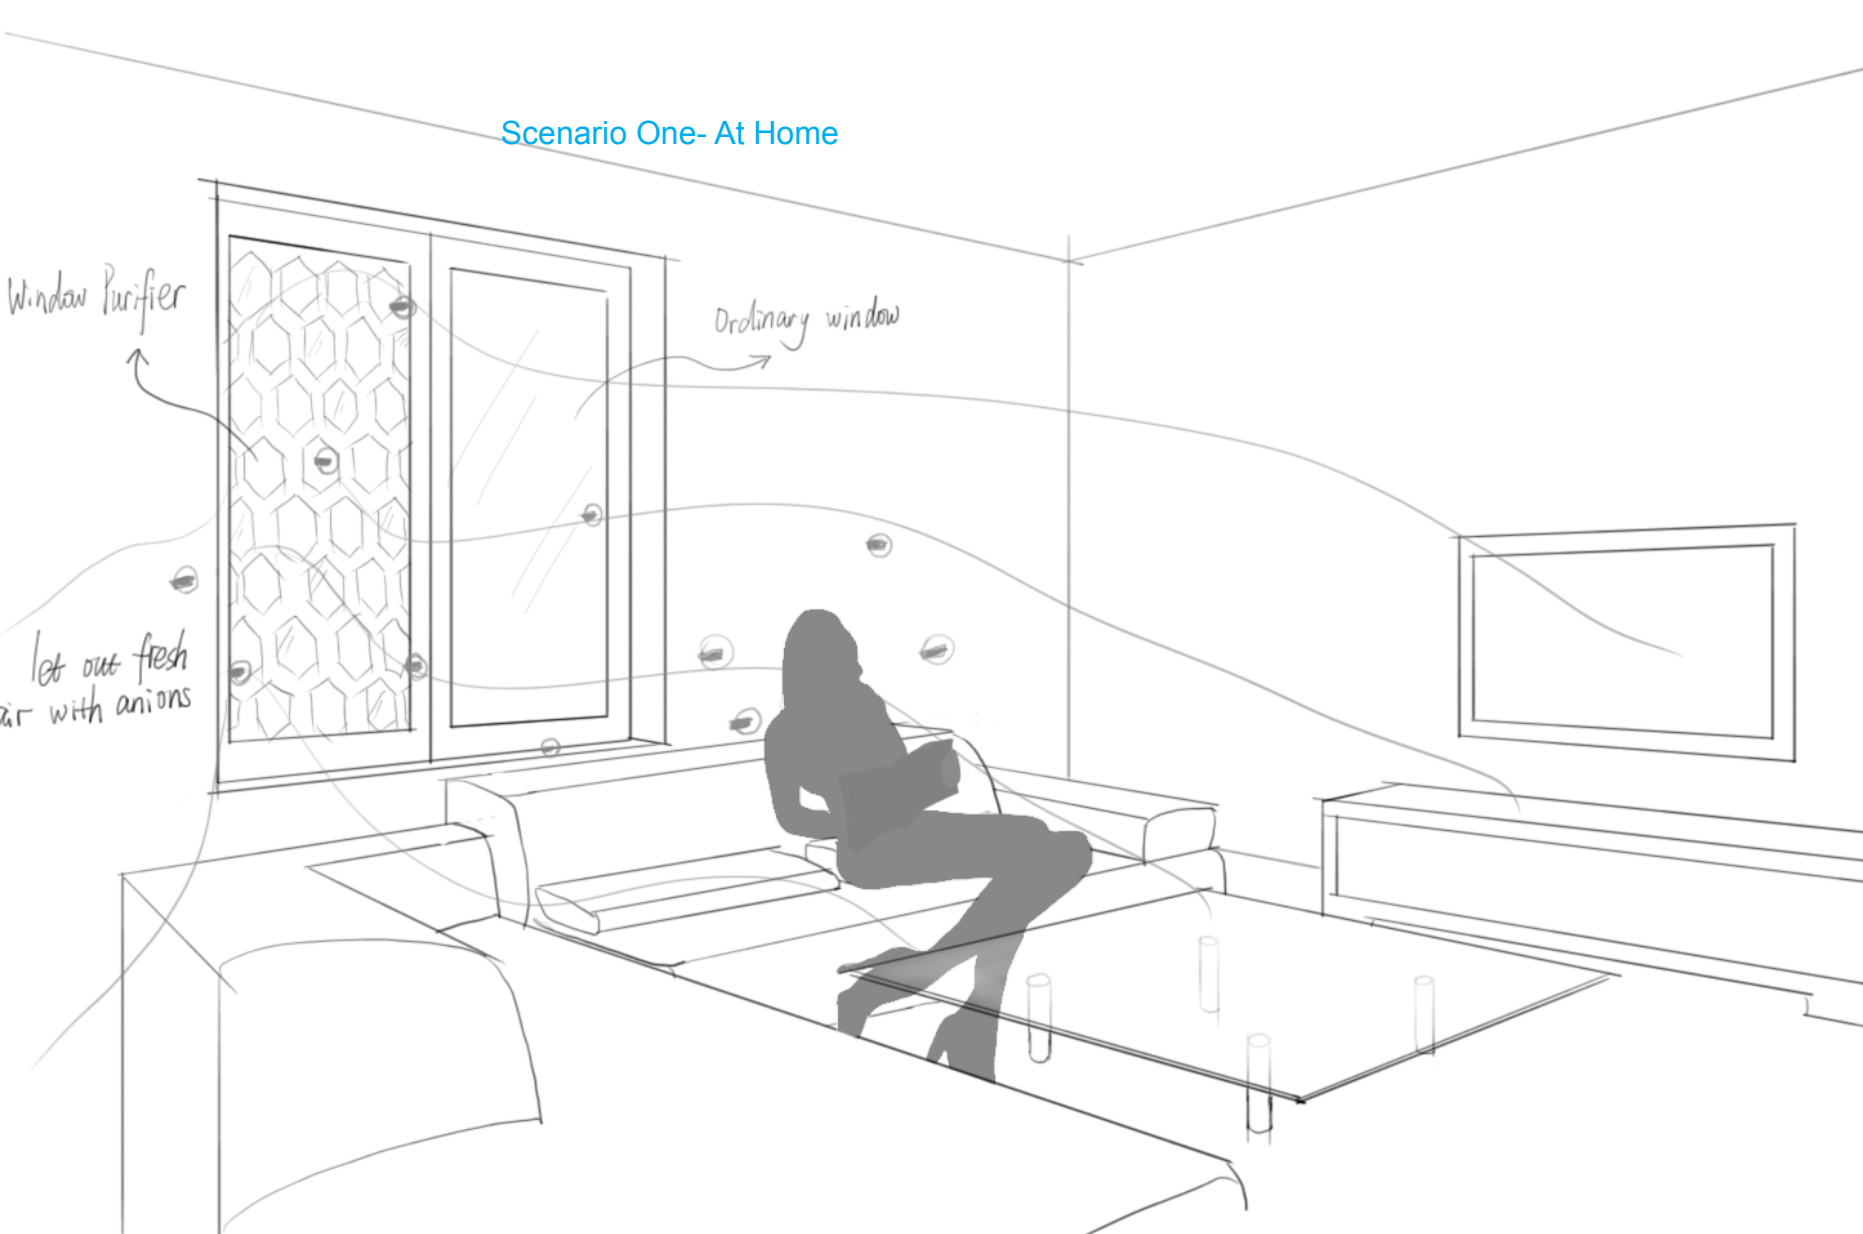 Scenario One- At Home
Window Purifier
Ordinary window
let out fresh
air with anions